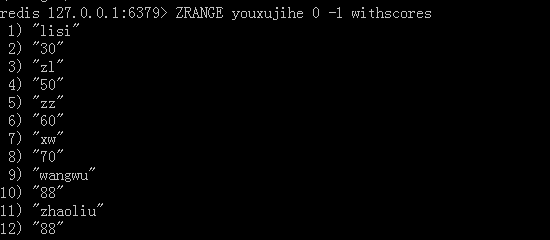 redis 127.0.0.1:6379> ZRANGE youxujihe 0 -1 withscores
1) "lisi"
2) "30"
3) "zl"
4) "50"
5) "zz"
6) "60"
7) "xw"
8) "70"
9) "wangwu"
10) "88"
11) "zhaoliu"
12) "88"